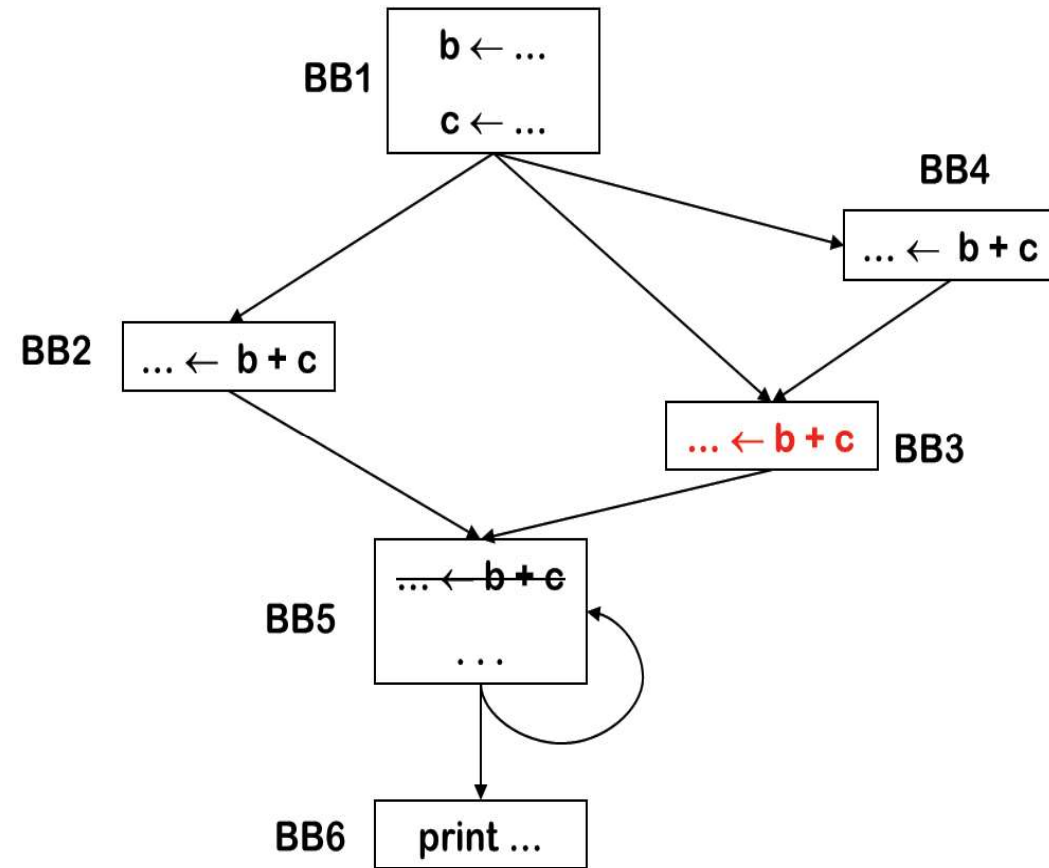 BB1
b ← ...
c ← ...
BB4
... ← b + c
BB2
... ← b + c
... ← b + c
BB3
... ← b + c
BB5
. . .
BB6
print ...